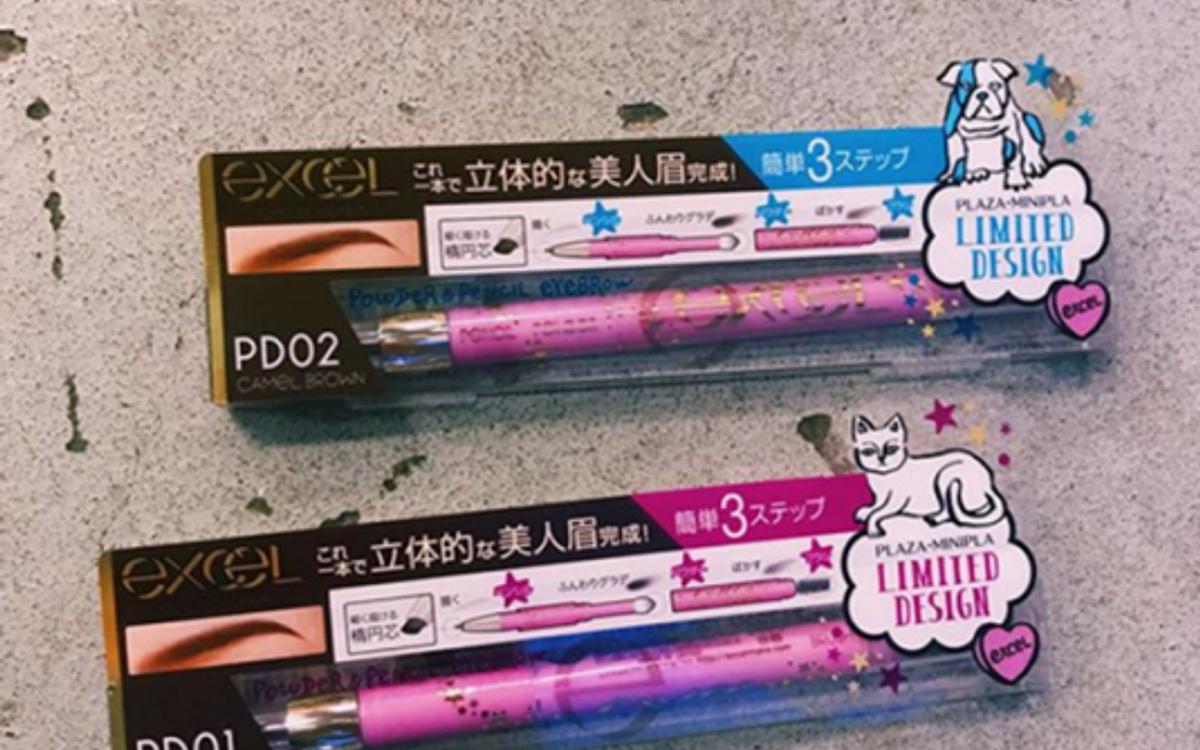 excel
これ一本で立体的な美人眉完成!
簡単3ステップ
細く描ける
楕円芯
描く
ふんわりグラデ
ぼかす
PLAZA・MINIPLA
LIMITED
DESIGN
excel
POWDER & PENCIL EYEBROW
PD02
CAMEL BROWN
excel
これ一本で立体的な美人眉完成!
簡単3ステップ
細く描ける
楕円芯
描く
ふんわりグラデ
ぼかす
PLAZA・MINIPLA
LIMITED
DESIGN
excel
POWDER & PENCIL
PD01